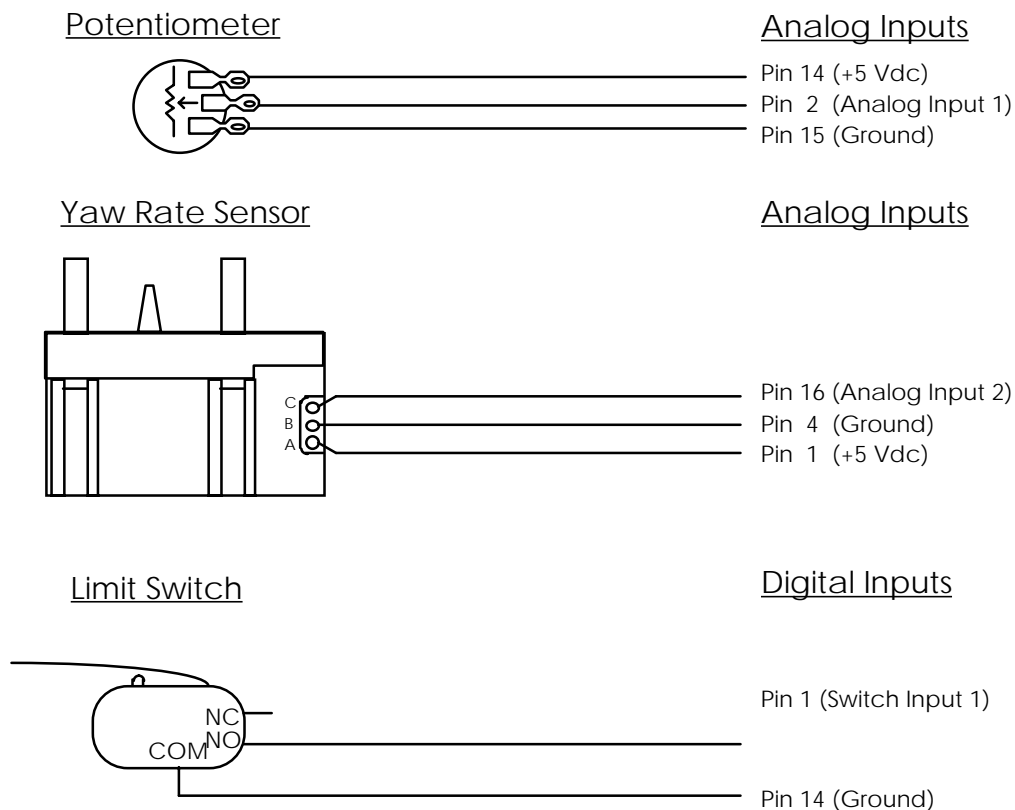 Potentiometer
Analog Inputs
Pin 14 (+5 Vdc)
Pin 2 (Analog Input 1)
Pin 15 (Ground)
Yaw Rate Sensor
Analog Inputs
C
B
A
Pin 16 (Analog Input 2)
Pin 4 (Ground)
Pin 1 (+5 Vdc)
Limit Switch
Digital Inputs
NC
NO
COM
Pin 1 (Switch Input 1)
Pin 14 (Ground)